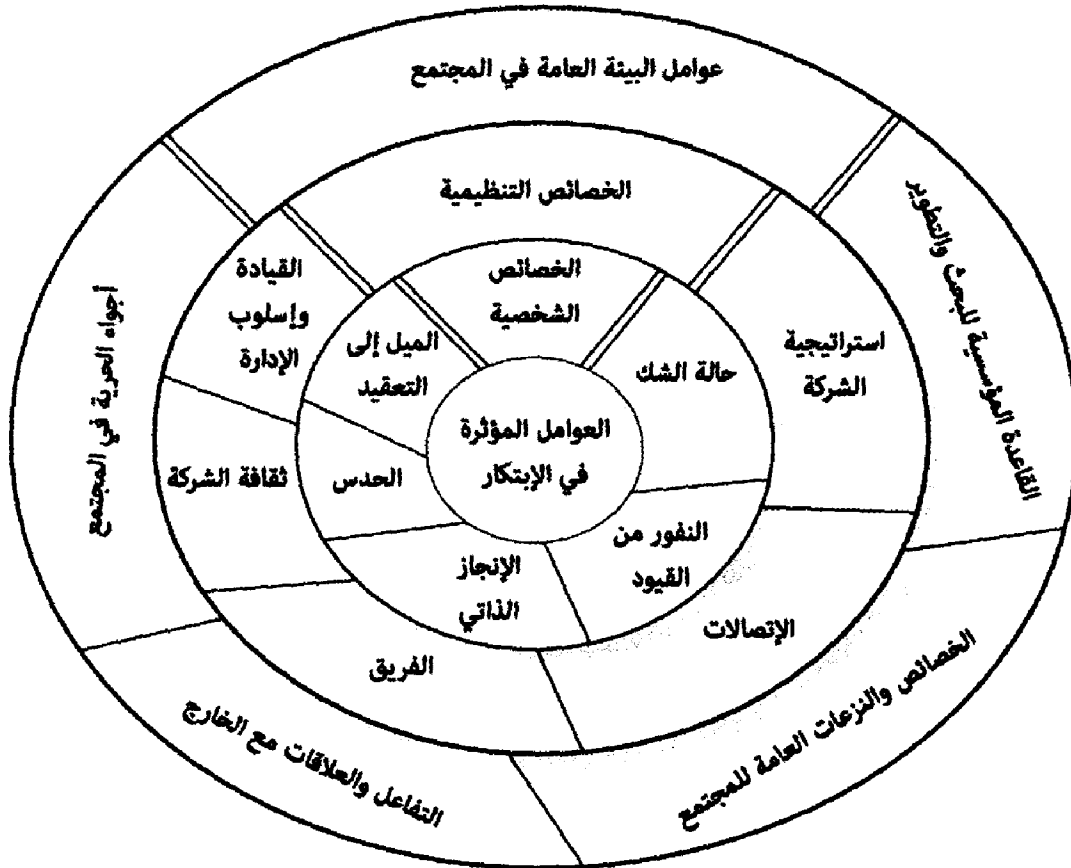 عوامل البيئة العامة في المجتمع
القاعدة المؤسسية للبحث والتطوير
الخصائص والنزعات العامة للمجتمع
التفاعل والعلاقات مع الخارج
أجواء الحرية في المجتمع
الخصائص التنظيمية
استراتيجية
الشركة
الإتصالات
الفريق
ثقافة الشركة
القيادة
وإسلوب
الإدارة
الخصائص
الشخصية
حالة الشك
النفور من
القيود
الإنجاز
الذاتي
الحدس
الميل إلى
التعقيد
العوامل المؤثرة
في الإبتكار